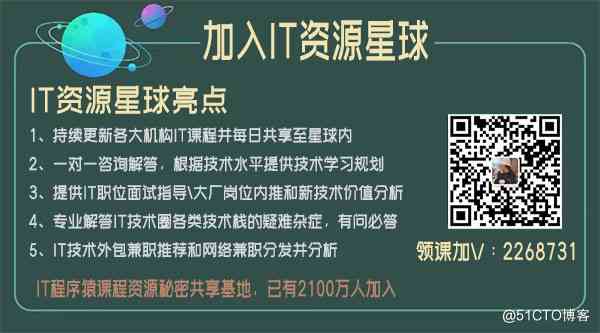 加入IT资源星球
IT资源星球亮点
1、持续更新各大机构IT课程并每日共享至星球内
2、一对一咨询解答，根据技术水平提供技术学习规划
3、提供IT职位面试指导\大厂岗位内推和新技术价值分析
4、专业解答IT技术圈各类技术栈的疑难杂症，有问必答
5、IT技术外包兼职推荐和网络兼职分发并分析
领课加\/：2268731
IT程序猿课程资源秘密共享基地，已有2100万人加入
@51CTO博客